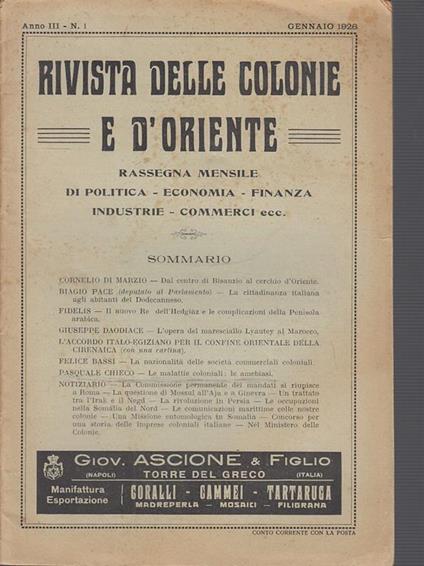 Anno III - N. 1 GENNAIO 1926
RIVISTA DELLE COLONIE
E D'ORIENTE
RASSEGNA MENSILE
DI POLITICA - ECONOMIA - FINANZA
INDUSTRIE - COMMERCI ecc.
SOMMARIO
CORNELIO DI MARZIO — Dal centro di Bisanzio al cerchio d'Oriente.
BIAGIO PACE (deputato al Parlamento) — La cittadinanza italiana
agli abitanti del Dodecanneso.
FIDELIS — Il nuovo Re dell'Hedgiaz e le complicazioni della Penisola
arabica.
GIUSEPPE DAODIACE — L'opera del maresciallo Lyautey al Marocco.
L'ACCORDO ITALO-EGIZIANO PER IL CONFINE ORIENTALE DELLA
CIRENAICA (con una cartina).
FELICE BASSI — La nazionalità delle società commerciali coloniali.
PASQUALE CHIECO — Le malattie coloniali: le amebiasi.
NOTIZIARIO — La Commissione permanente dei mandati si riunisce
a Roma — La questione di Mossul all'Aja e a Ginevra — Un trattato
tra l'Irak e il Negd — La rivoluzione in Persia — Le occupazioni
nella Somalia del Nord — Le comunicazioni marittime colle nostre
colonie — Una Missione entomologica in Somalia — Concorso per
una storia delle imprese coloniali italiane — Nel Ministero delle
Colonie.
Giov. ASCIONE & FIGLIO
(NAPOLI) TORRE DEL GRECO (ITALIA)
Manifattura
Esportazione
CORALLI - CAMMEI - TARTARUGA
MADREPERLA - MOSAICI - FILIGRANA
CONTO CORRENTE CON LA POSTA